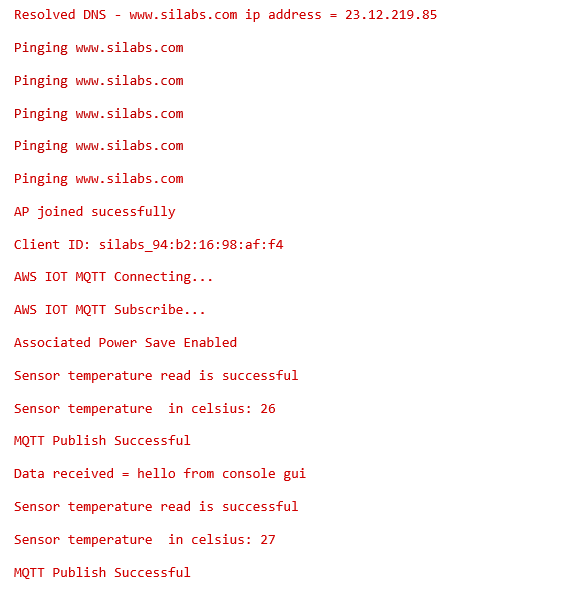 Resolved DNS - www.silabs.com ip address = 23.12.219.85
Pinging www.silabs.com
Pinging www.silabs.com
Pinging www.silabs.com
Pinging www.silabs.com
Pinging www.silabs.com
AP joined sucessfully
Client ID: silabs_94:b2:16:98:af:f4
AWS IOT MQTT Connecting...
AWS IOT MQTT Subscribe...
Associated Power Save Enabled
Sensor temperature read is successful
Sensor temperature  in celsius: 26
MQTT Publish Successful
Data received = hello from console gui
Sensor temperature read is successful
Sensor temperature  in celsius: 27
MQTT Publish Successful